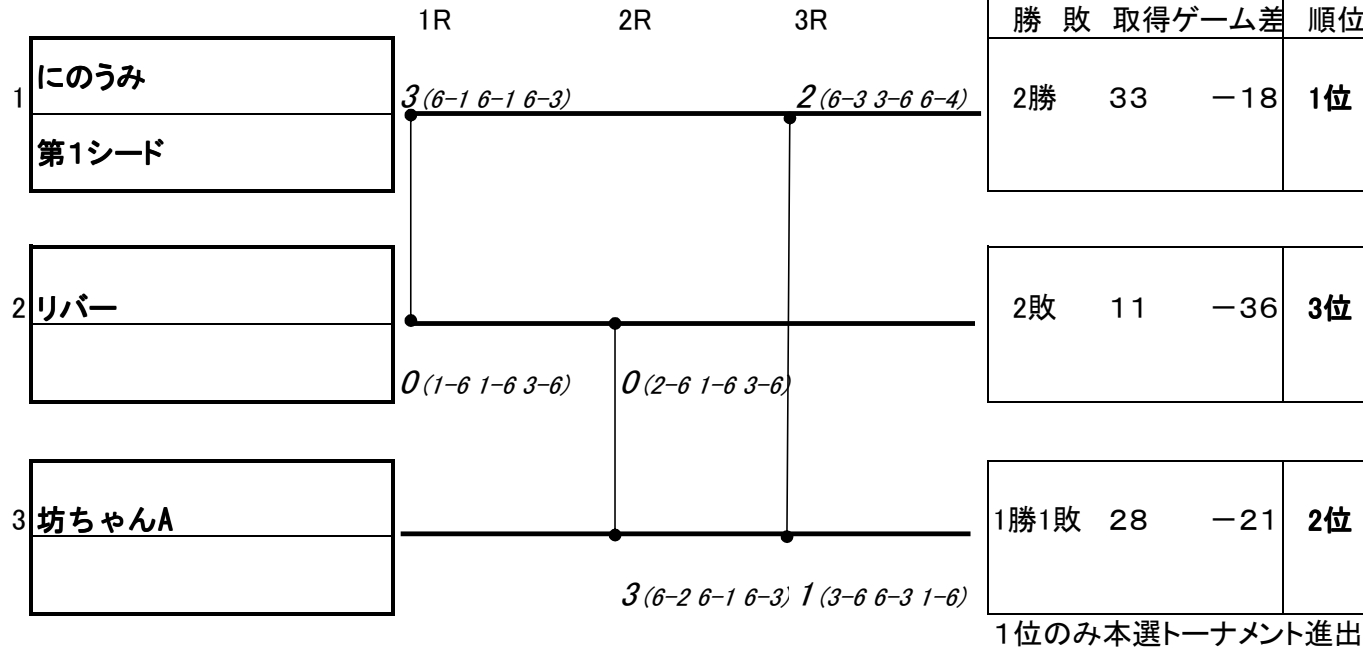 1R 2R 3R 勝 敗 取得ゲーム差 順位
にのうみ
1 3(6-1 6-1 6-3) 2(6-3 3-6 6-4) 2勝 33 -18 1位
第1シード
2 リバー 2敗 11 -36 3位
0(1-6 1-6 3-6) 0(2-6 1-6 3-6)
3 坊ちゃんA 1勝1敗 28 -21 2位
3(6-2 6-1 6-3) 1(3-6 6-3 1-6)
1位のみ本選トーナメント進出